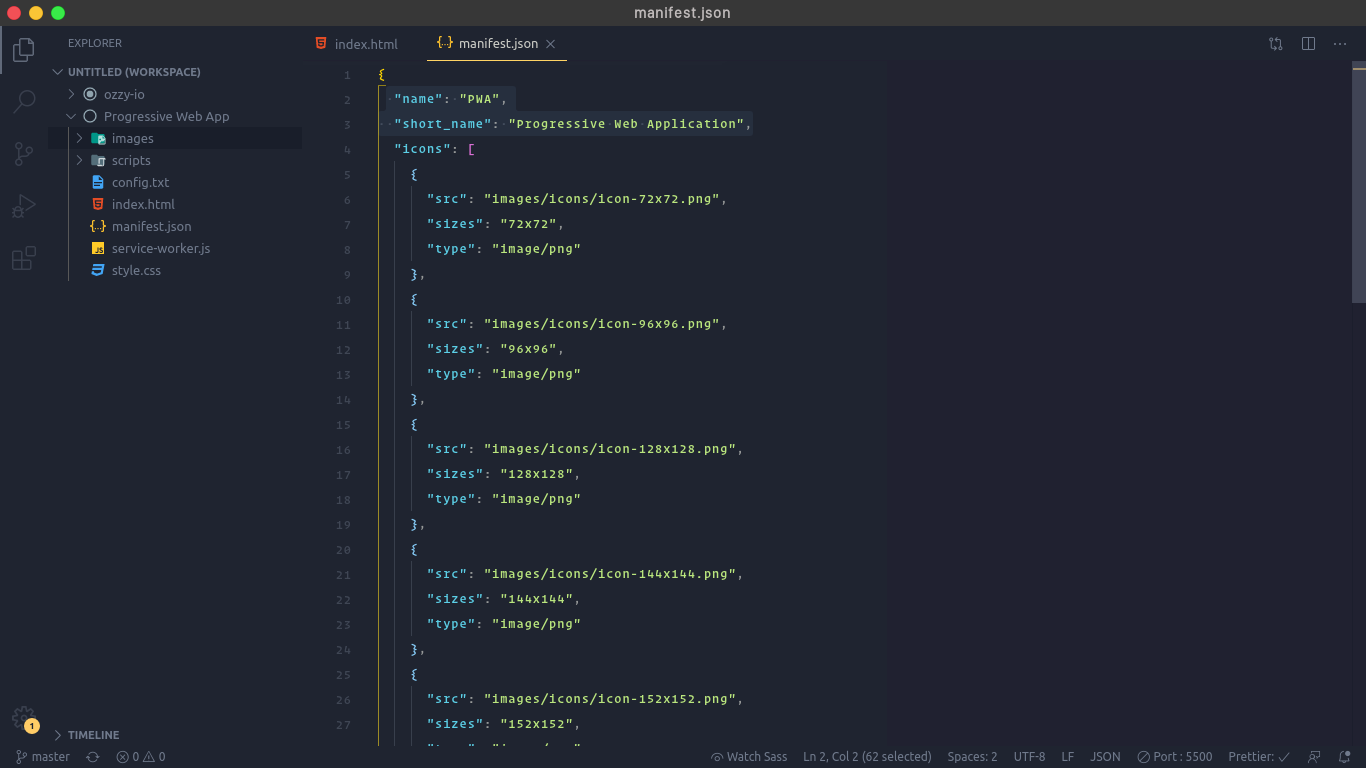 manifest.json
EXPLORER
UNTITLED (WORKSPACE)
ozzy-io
Progressive Web App
images
scripts
config.txt
index.html
manifest.json
service-worker.js
style.css
TIMELINE
index.html
manifest.json
1 {
2 "name": "PWA",
3 "short_name": "Progressive Web Application",
4 "icons": [
5 {
6 "src": "images/icons/icon-72x72.png",
7 "sizes": "72x72",
8 "type": "image/png"
9 },
10 {
11 "src": "images/icons/icon-96x96.png",
12 "sizes": "96x96",
13 "type": "image/png"
14 },
15 {
16 "src": "images/icons/icon-128x128.png",
17 "sizes": "128x128",
18 "type": "image/png"
19 },
20 {
21 "src": "images/icons/icon-144x144.png",
22 "sizes": "144x144",
23 "type": "image/png"
24 },
25 {
26 "src": "images/icons/icon-152x152.png",
27 "sizes": "152x152",
1
master 0 0 Watch Sass Ln 2, Col 2 (62 selected) Spaces: 2 UTF-8 LF JSON Port : 5500 Prettier: